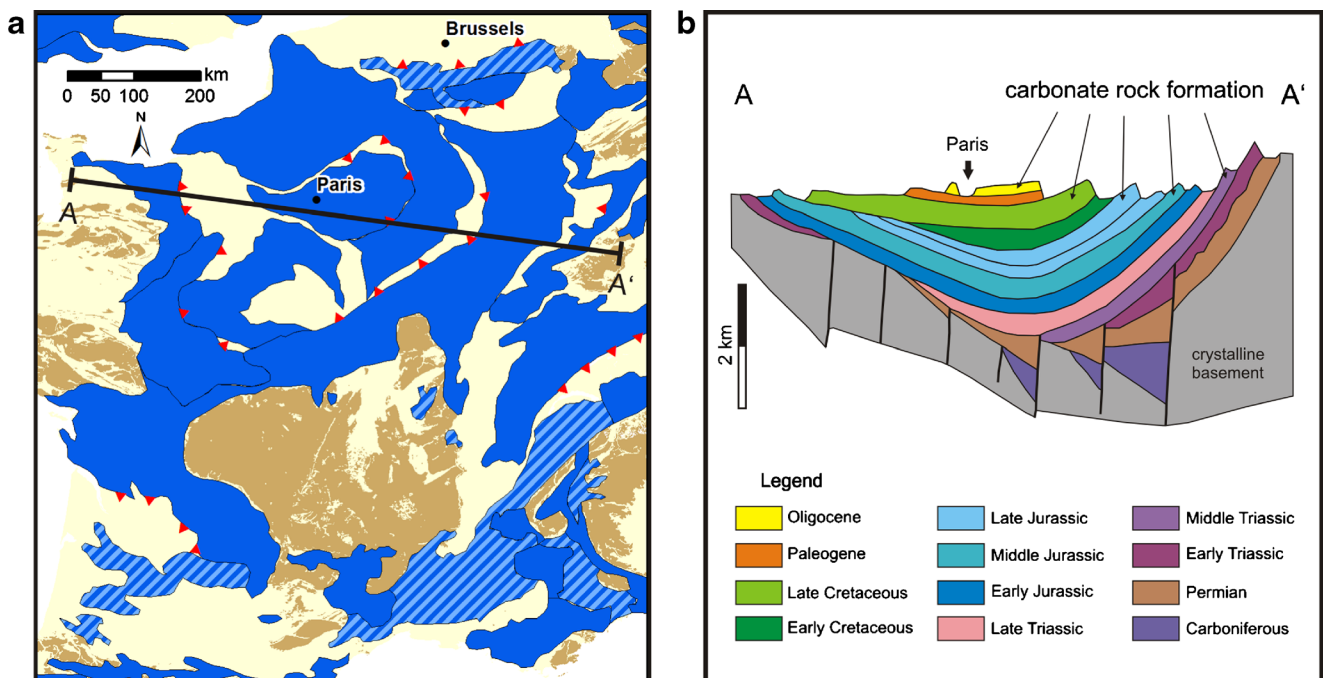 a
Brussels
km
0 50 100 200
N
Paris
A
A'
b
A
carbonate rock formation
A'
Paris
2 km
crystalline
basement
Legend
Oligocene
Paleogene
Late Cretaceous
Early Cretaceous
Late Jurassic
Middle Jurassic
Early Jurassic
Late Triassic
Middle Triassic
Early Triassic
Permian
Carboniferous